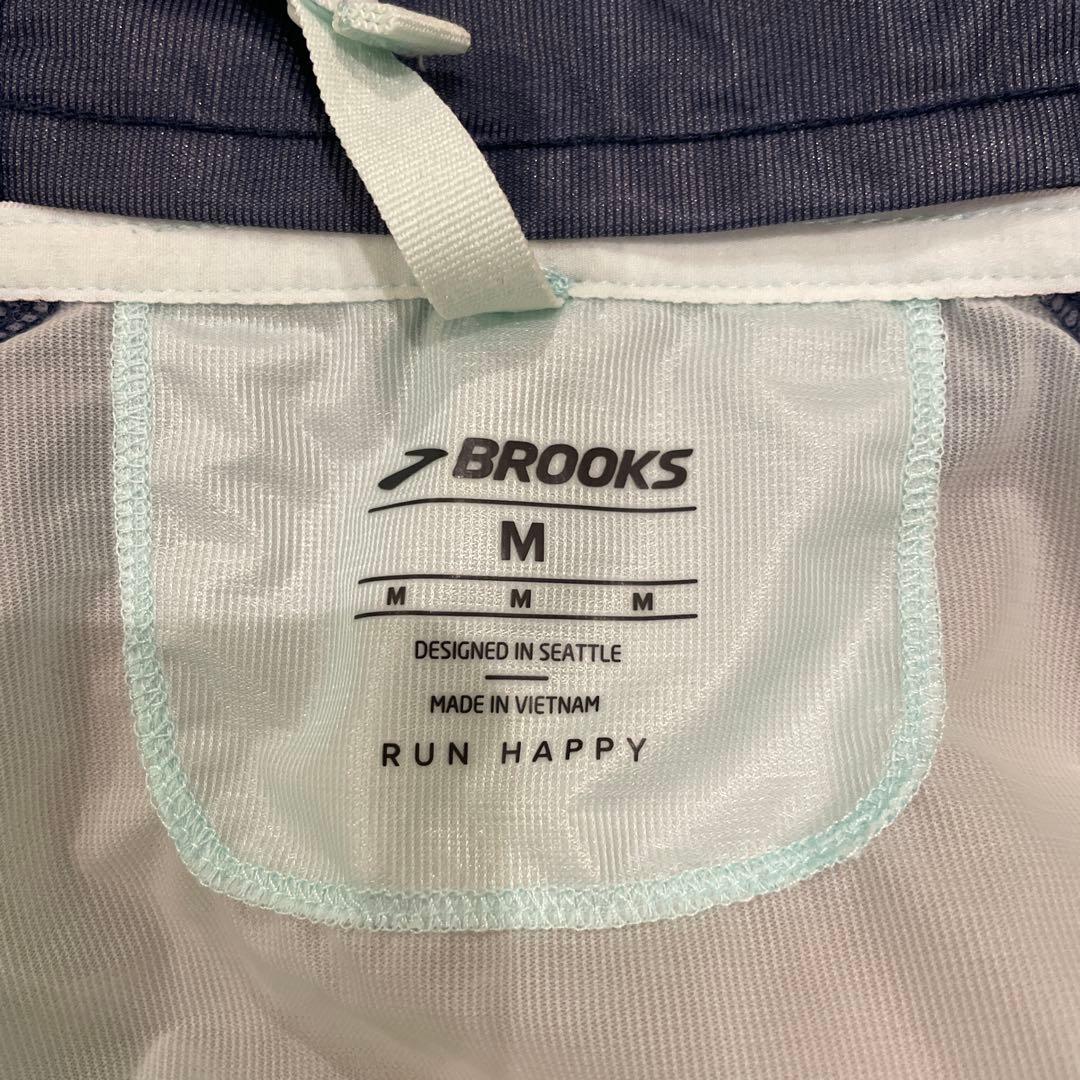 BROOKS
M
M M M
DESIGNED IN SEATTLE
MADE IN VIETNAM
RUN HAPPY